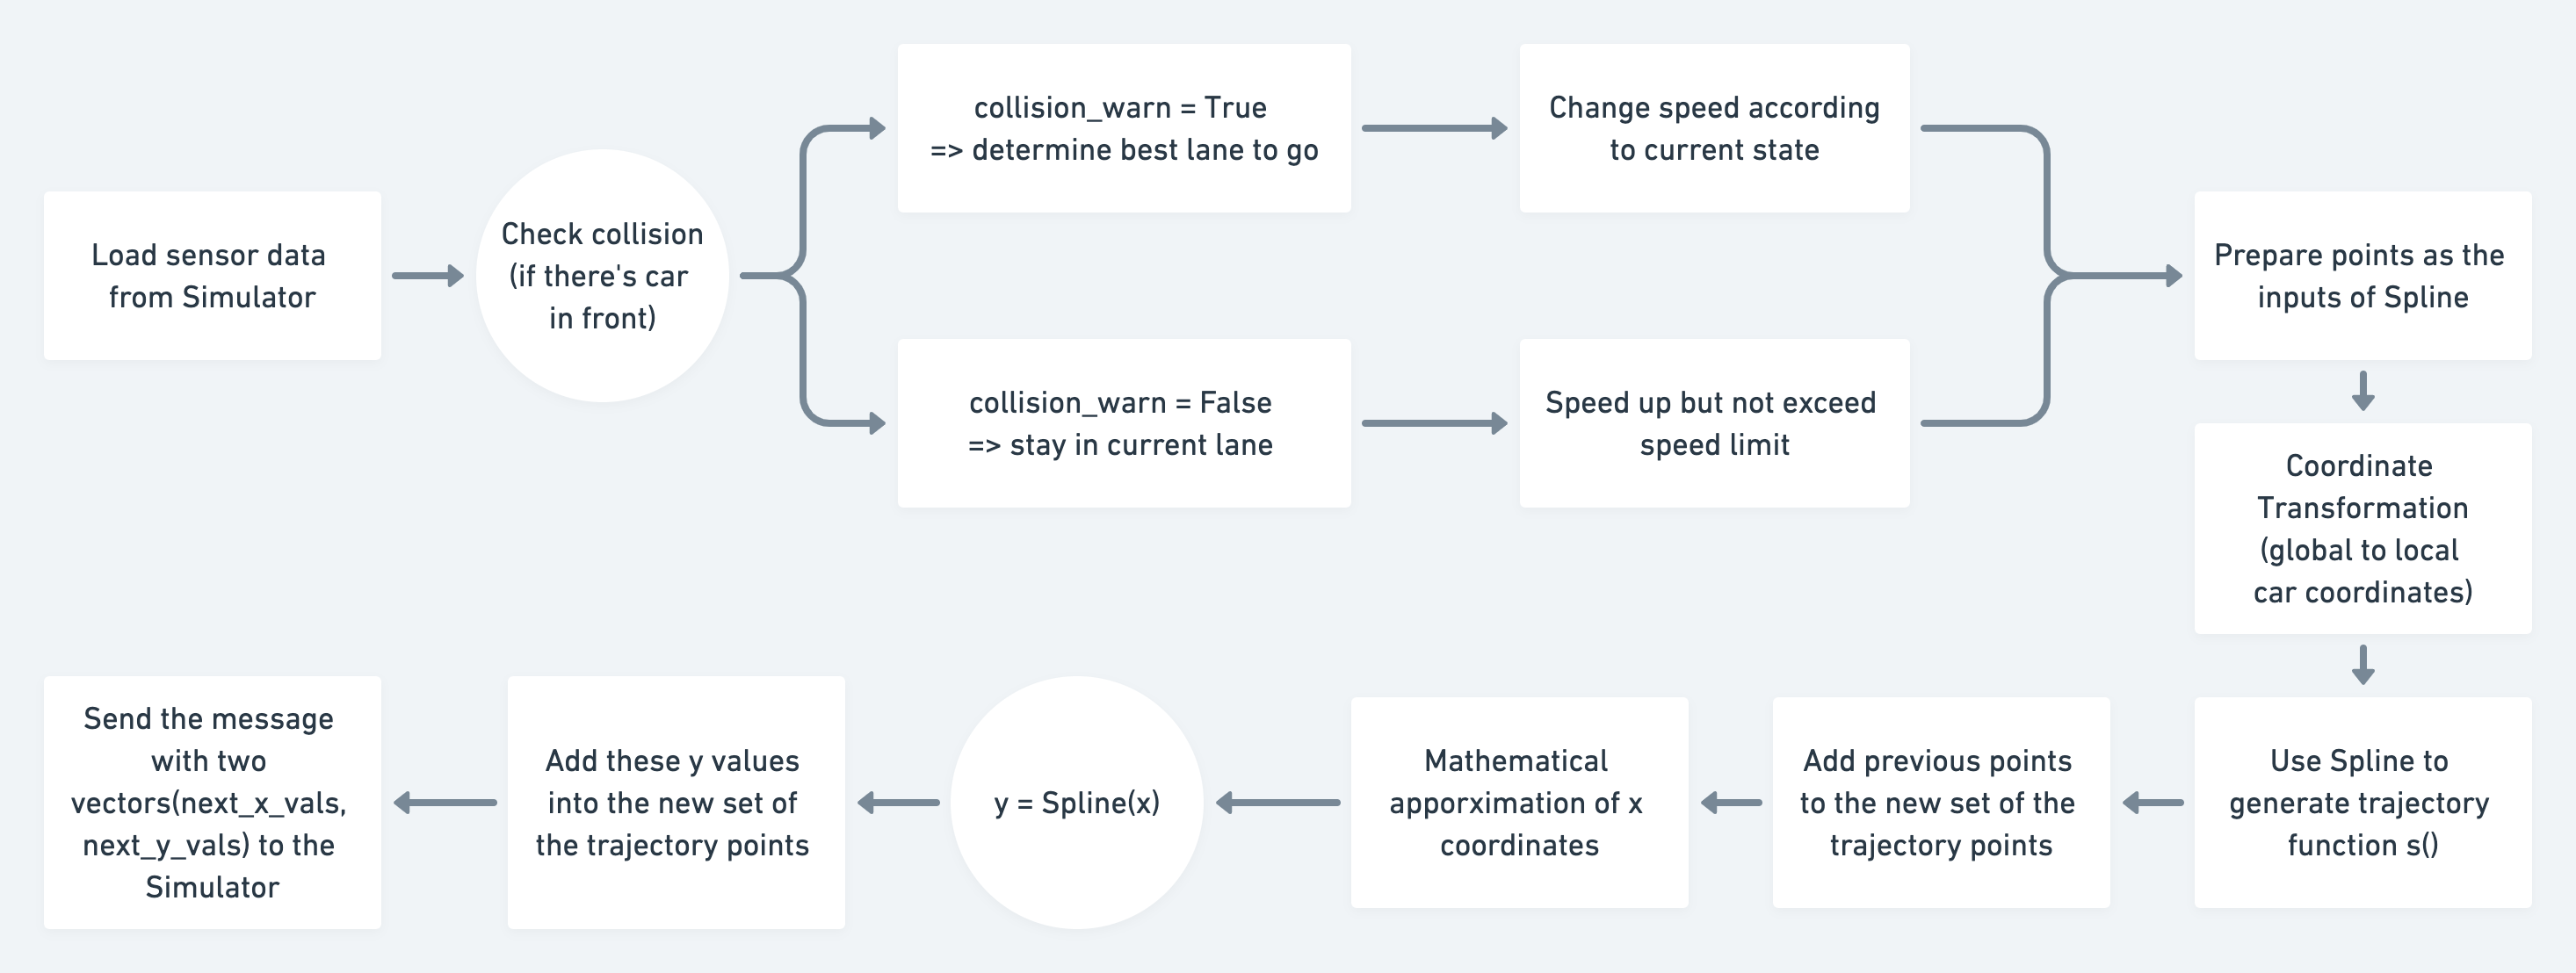 Load sensor data
from Simulator
Check collision
(if there's car
in front)
collision_warn = True
=> determine best lane to go
Change speed according
to current state
collision_warn = False
=> stay in current lane
Speed up but not exceed
speed limit
Prepare points as the
inputs of Spline
Coordinate
Transformation
(global to local
car coordinates)
Use Spline to
generate trajectory
function s()
Add previous points
to the new set of the
trajectory points
Mathematical
apporximation of x
coordinates
y = Spline(x)
Add these y values
into the new set of
the trajectory points
Send the message
with two
vectors(next_x_vals,
next_y_vals) to the
Simulator